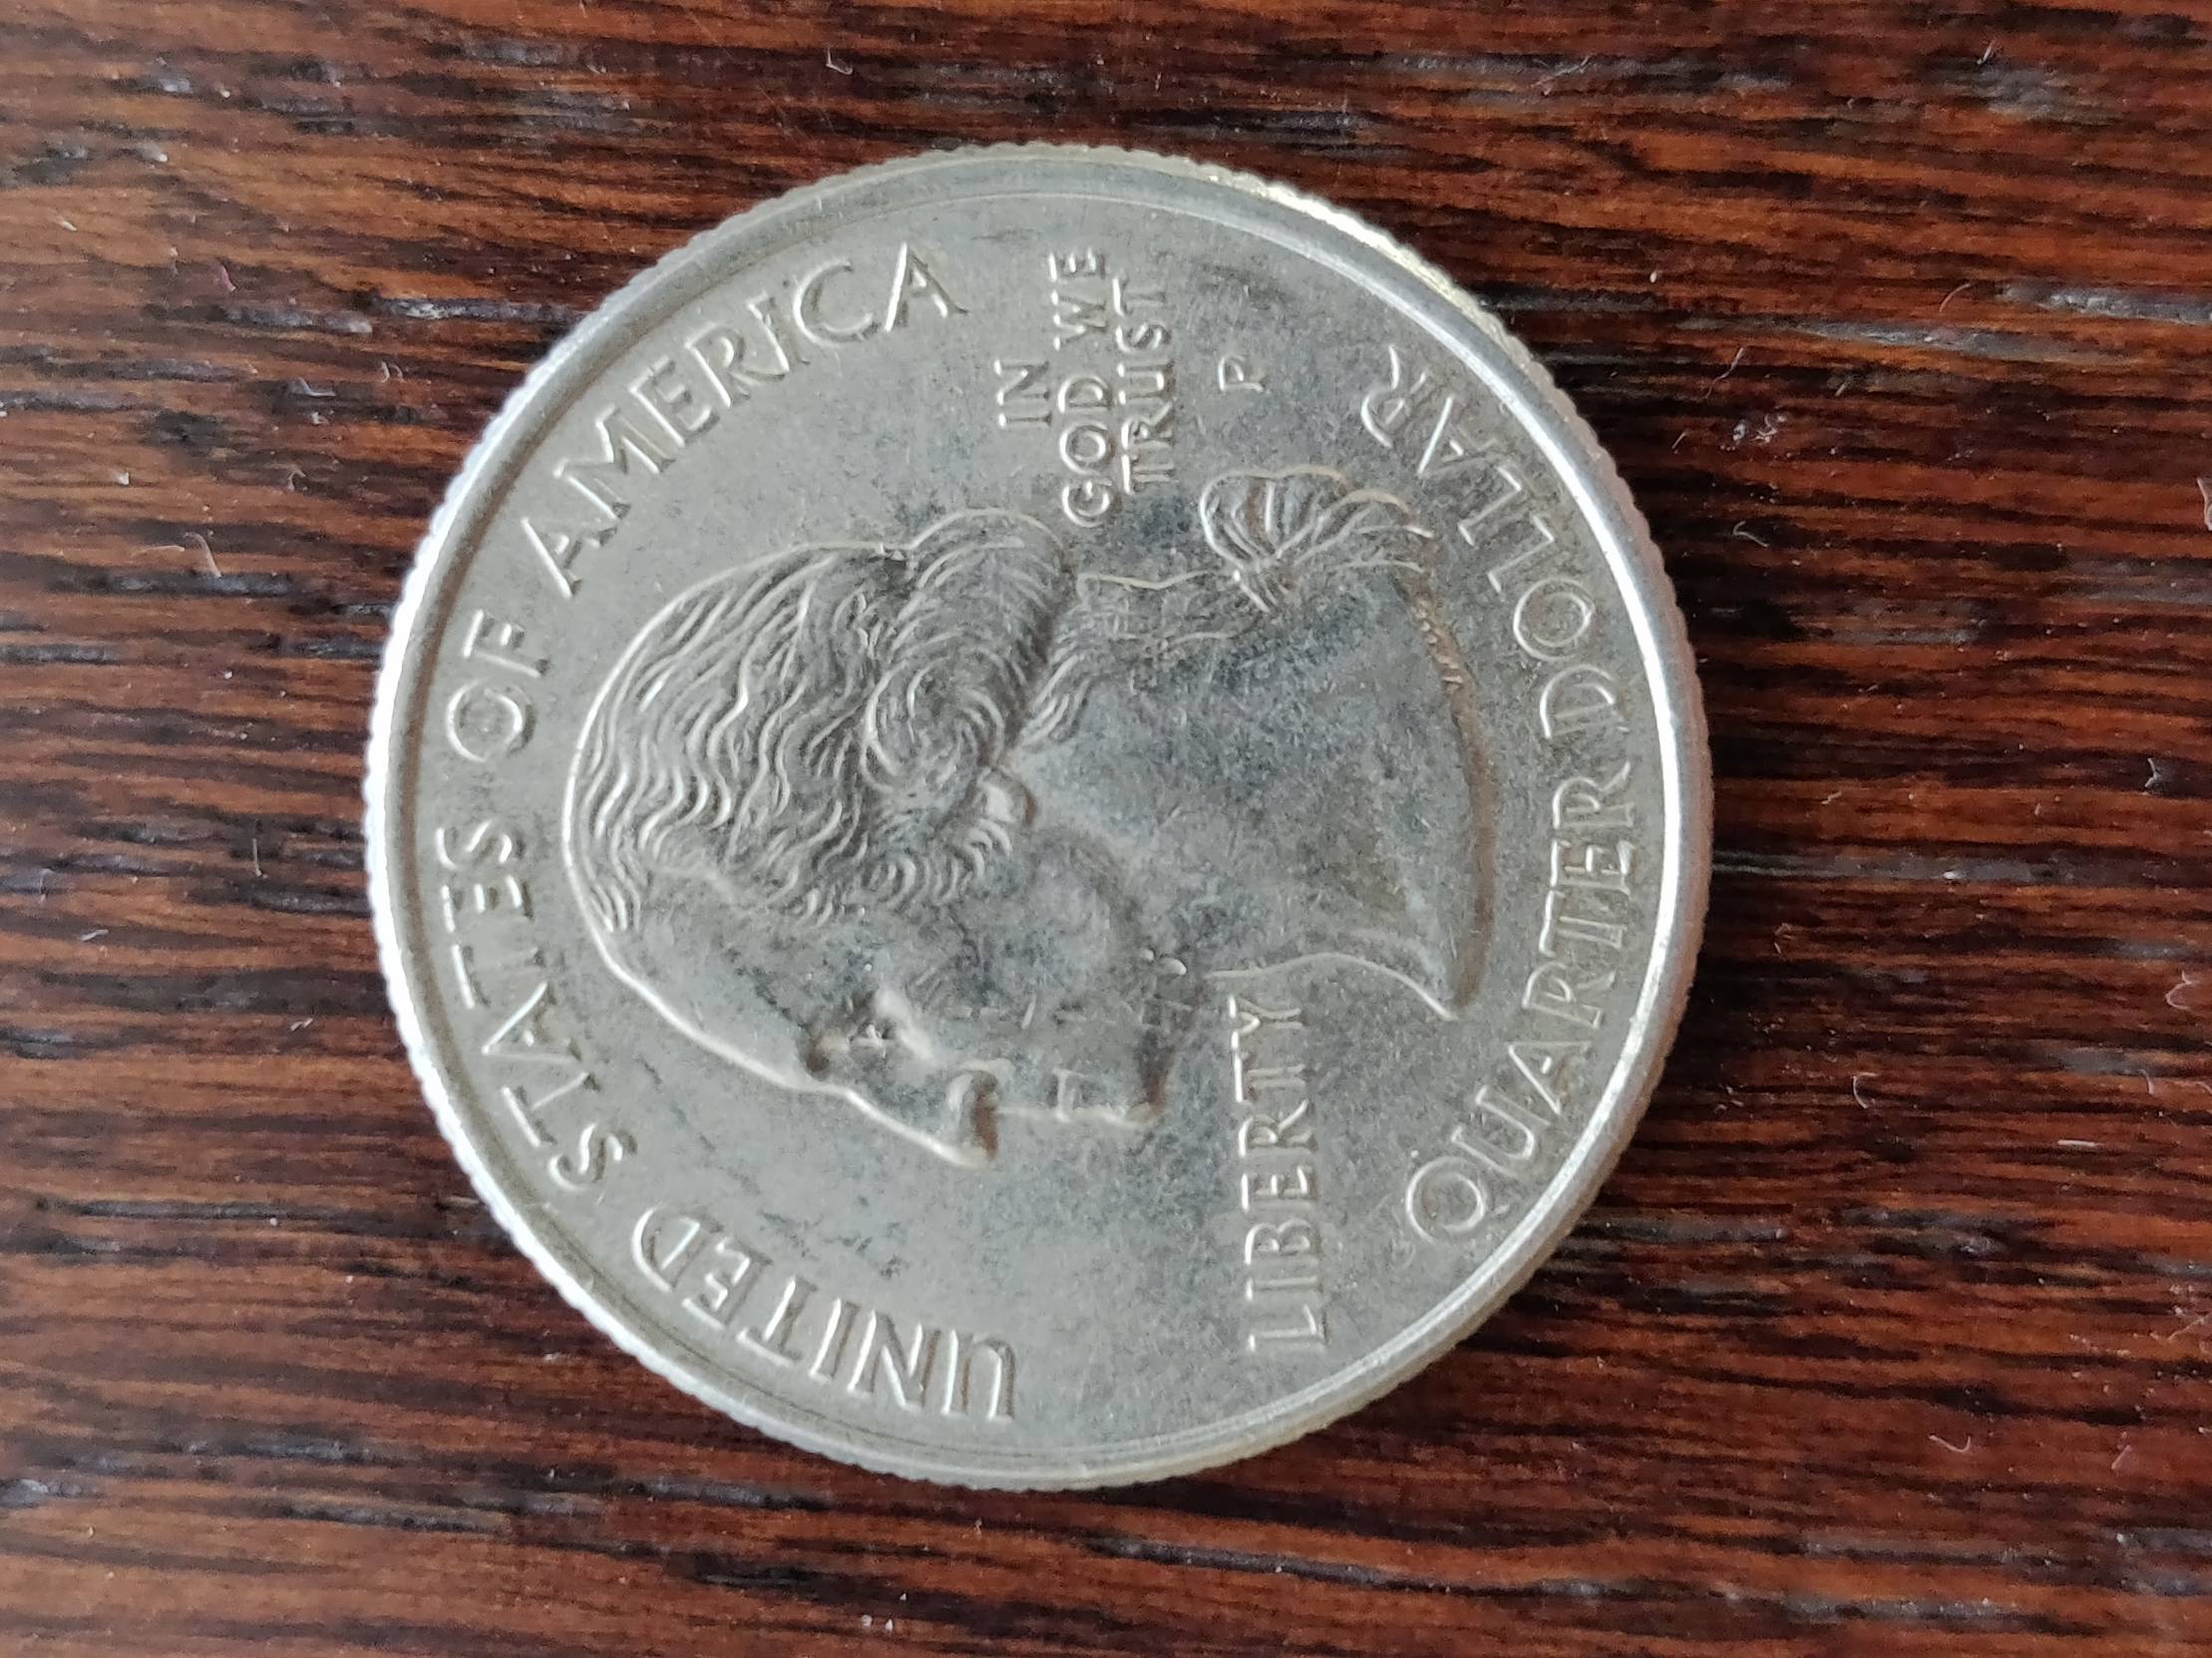 UNITED STATES OF AMERICA
LIBERTY
IN
GOD WE
TRUST
P
QUARTER DOLLAR